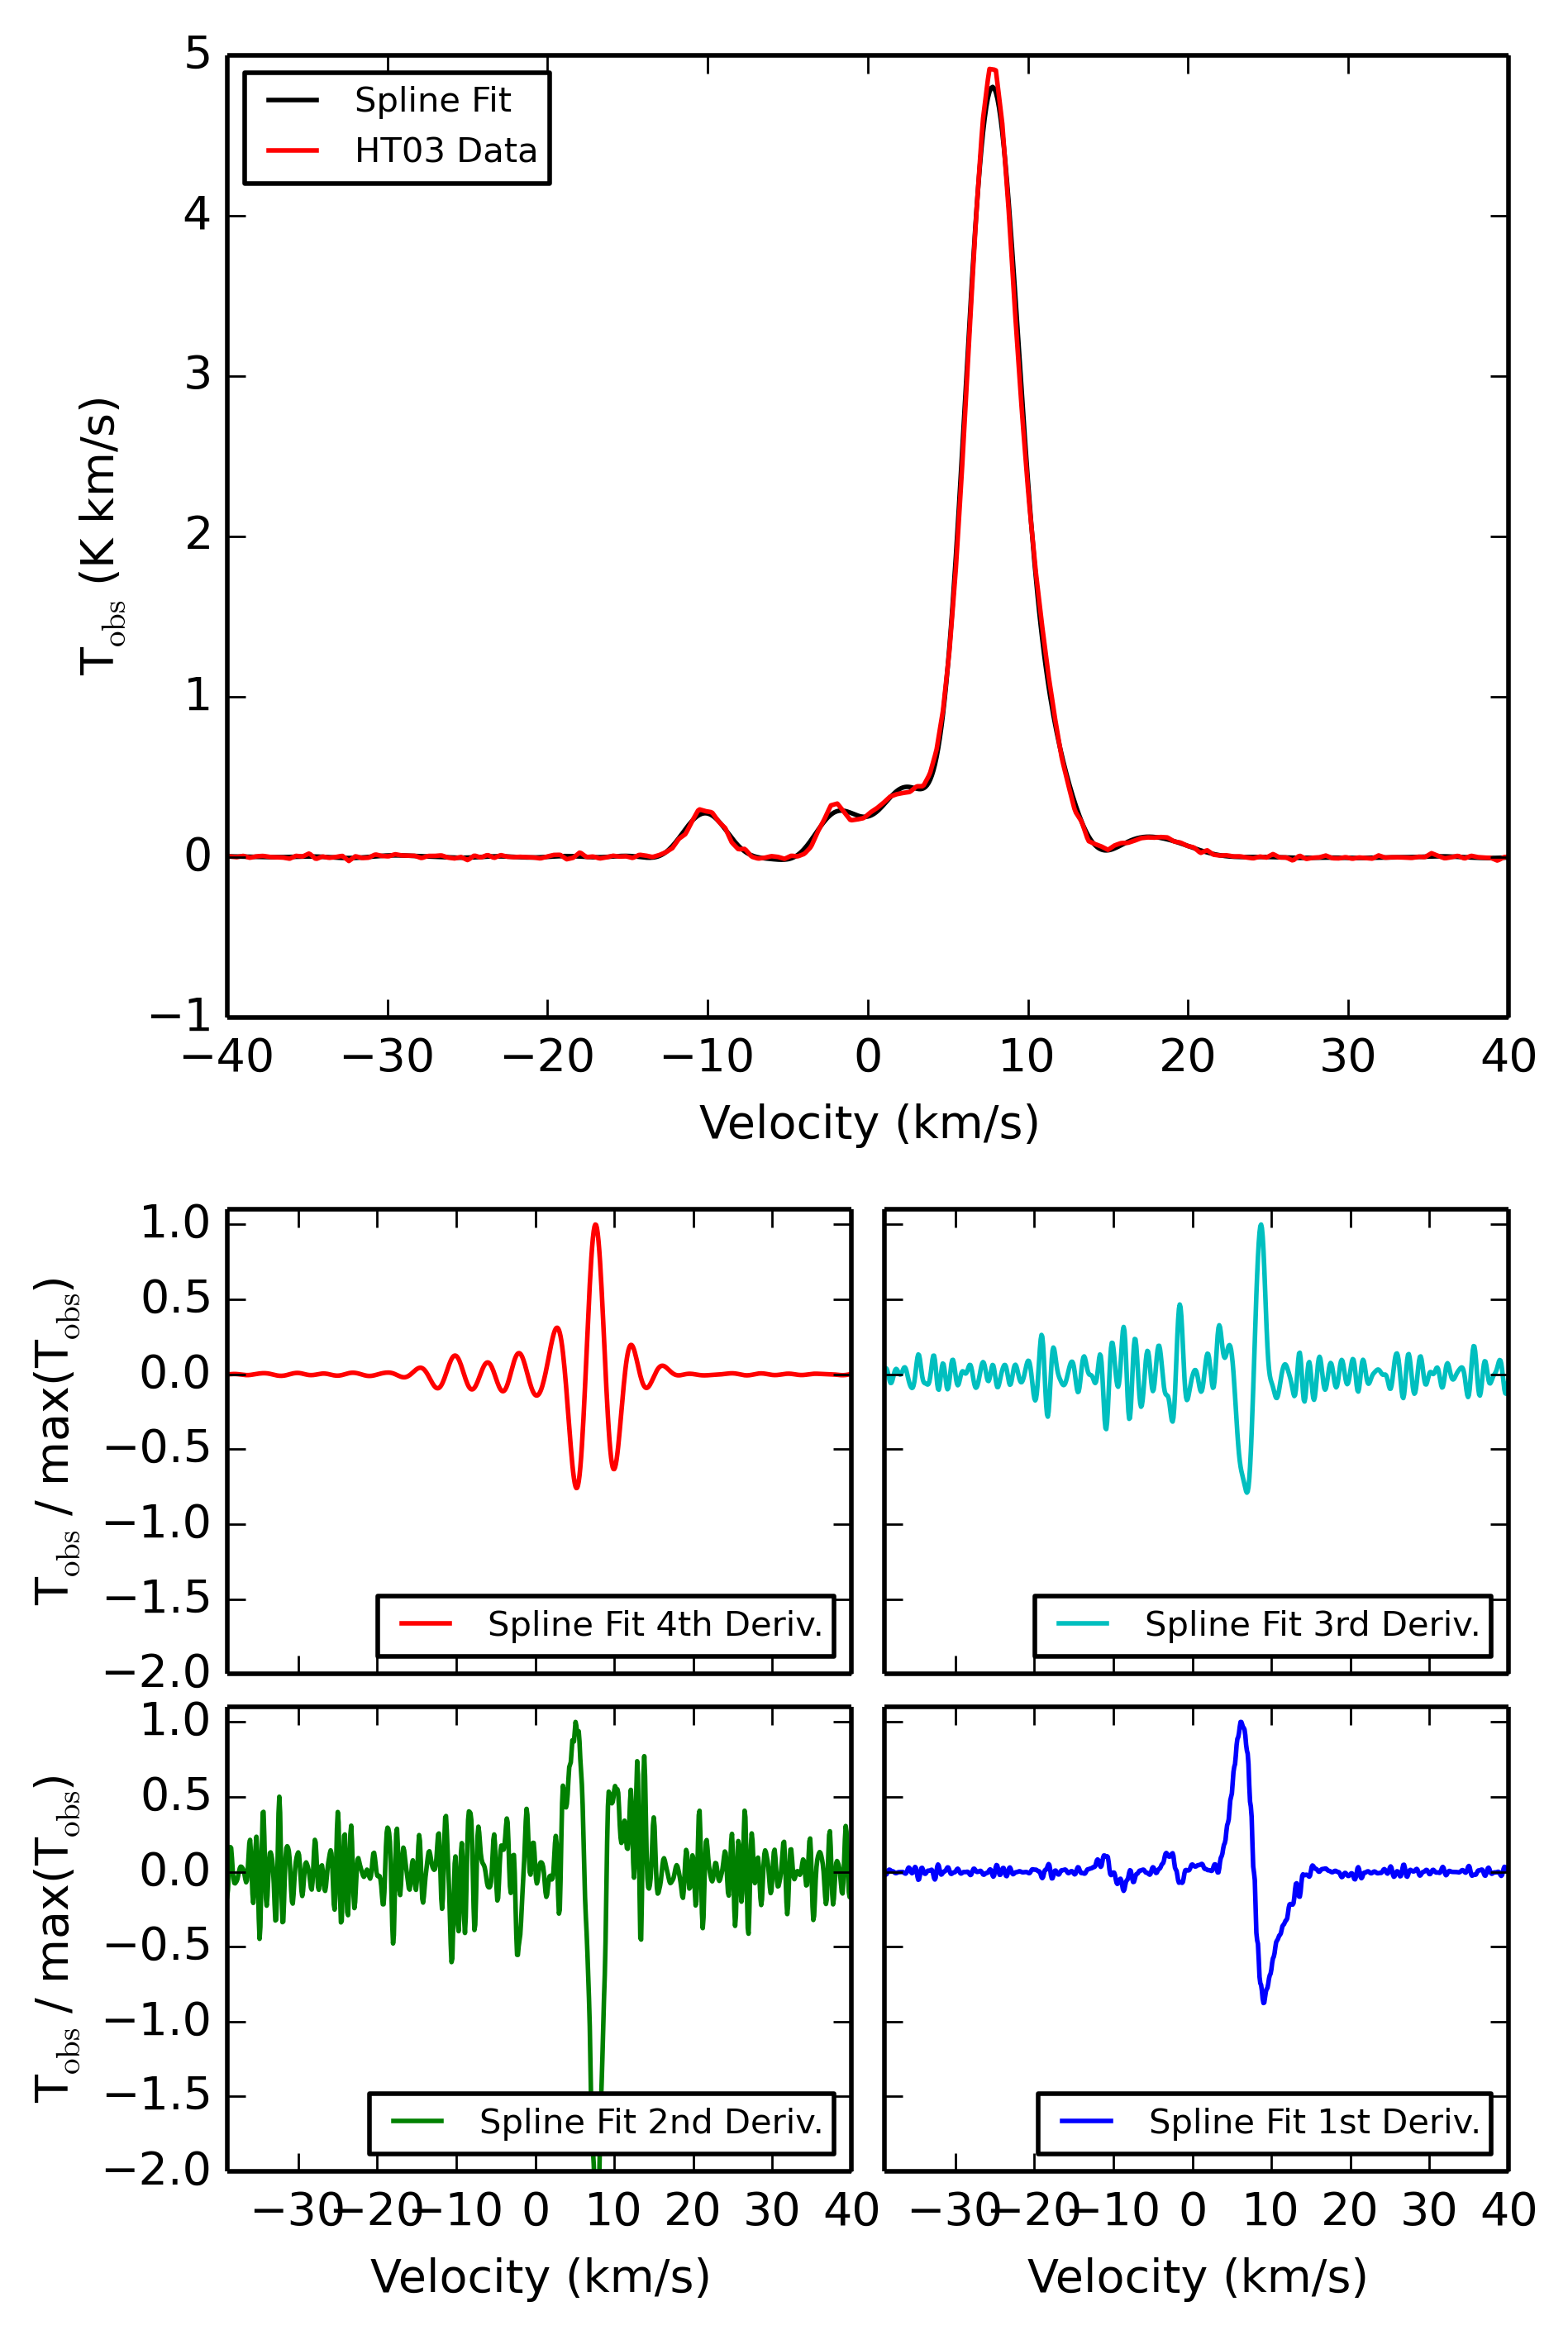 5
Spline Fit
HT03 Data
4
3
2
1
0
−1
T_obs (K km/s)
−40 −30 −20 −10 0 10 20 30 40
Velocity (km/s)
1.0
0.5
0.0
−0.5
−1.0
−1.5
−2.0
T_obs / max(T_obs)
Spline Fit 4th Deriv.
Spline Fit 3rd Deriv.
1.0
0.5
0.0
−0.5
−1.0
−1.5
−2.0
T_obs / max(T_obs)
Spline Fit 2nd Deriv.
Spline Fit 1st Deriv.
−30 −20 −10 0 10 20 30 40
−30 −20 −10 0 10 20 30 40
Velocity (km/s)
Velocity (km/s)